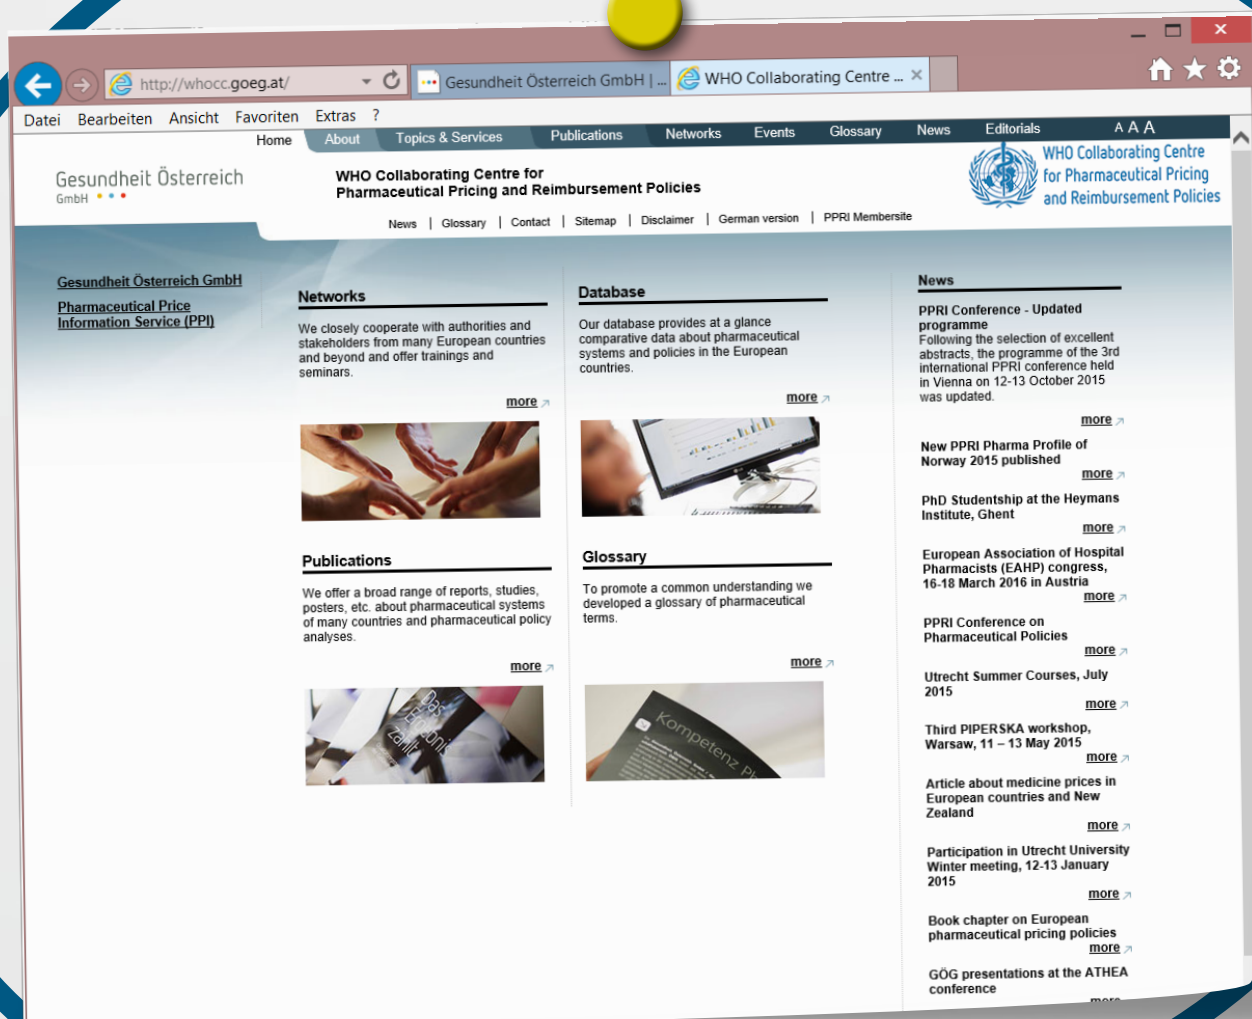 http://whocc.goeg.at/
Gesundheit Österreich GmbH | ...
WHO Collaborating Centre ...
Datei Bearbeiten Ansicht Favoriten Extras ?
Home About Topics & Services Publications Networks Events Glossary News Editorials A A A
Gesundheit Österreich
GmbH
WHO Collaborating Centre for
Pharmaceutical Pricing and Reimbursement Policies
WHO Collaborating Centre
for Pharmaceutical Pricing
and Reimbursement Policies
News | Glossary | Contact | Sitemap | Disclaimer | German version | PPRI Membersite
Gesundheit Österreich GmbH
Pharmaceutical Price
Information Service (PPI)
Networks
We closely cooperate with authorities and
stakeholders from many European countries
and beyond and offer trainings and
seminars.
more
Database
Our database provides at a glance
comparative data about pharmaceutical
systems and policies in the European
countries.
more
Publications
We offer a broad range of reports, studies,
posters, etc. about pharmaceutical systems
of many countries and pharmaceutical policy
analyses.
more
Das
Ergebnis
zählt
Glossary
To promote a common understanding we
developed a glossary of pharmaceutical
terms.
more
Kompetenz
News
PPRI Conference - Updated
programme
Following the selection of excellent
abstracts, the programme of the 3rd
international PPRI conference held
in Vienna on 12-13 October 2015
was updated.
more
New PPRI Pharma Profile of
Norway 2015 published
more
PhD Studentship at the Heymans
Institute, Ghent
more
European Association of Hospital
Pharmacists (EAHP) congress,
16-18 March 2016 in Austria
more
PPRI Conference on
Pharmaceutical Policies
more
Utrecht Summer Courses, July
2015
more
Third PIPERSKA workshop,
Warsaw, 11 – 13 May 2015
more
Article about medicine prices in
European countries and New
Zealand
more
Participation in Utrecht University
Winter meeting, 12-13 January
2015
more
Book chapter on European
pharmaceutical pricing policies
more
GÖG presentations at the ATHEA
conference
more